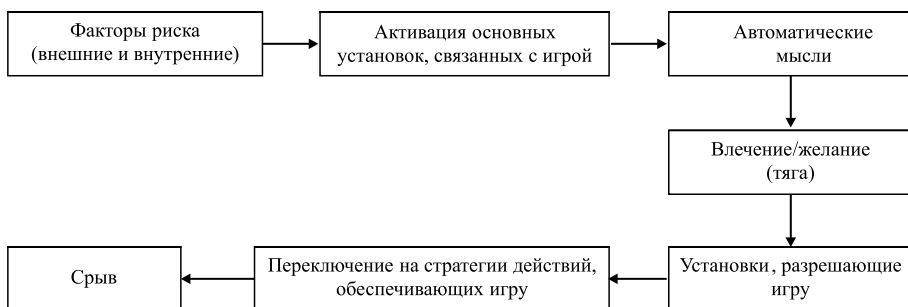 Факторы риска
(внешние и внутренние)
Активация основных
установок, связанных с игрой
Автоматические
мысли
Влечение/желание
(тяга)
Установки, разрешающие
игру
Переключение на стратегии действий,
обеспечивающих игру
Срыв